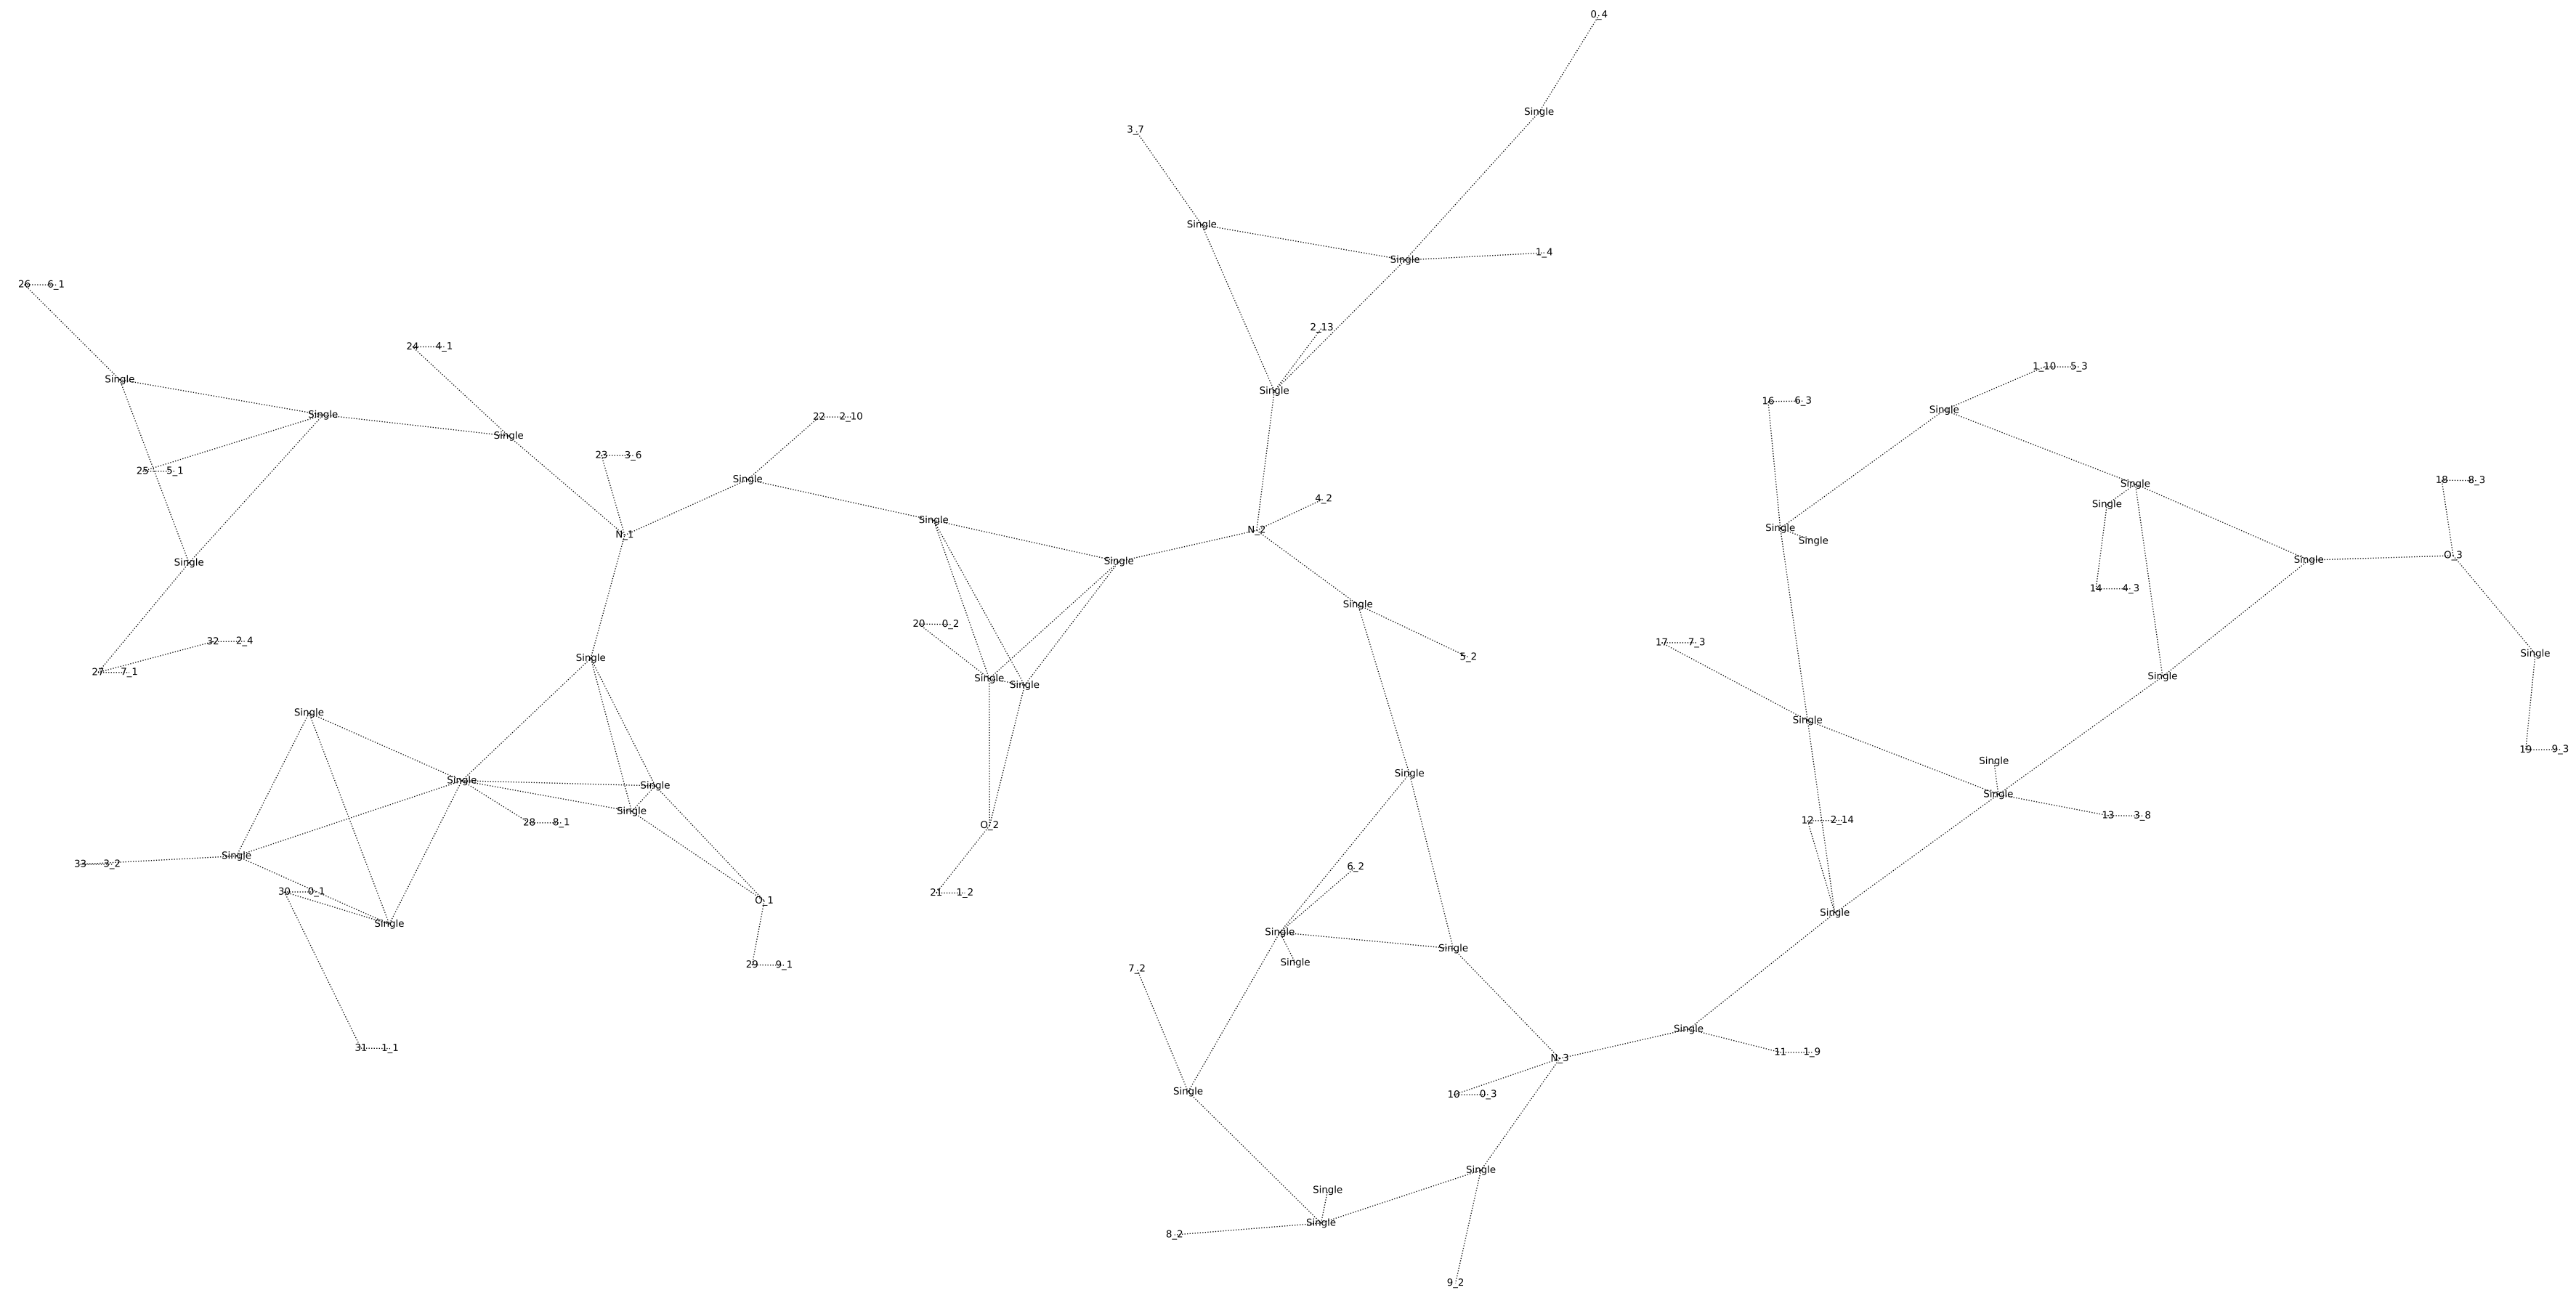 0_4
Single
3_7
Single
1_4
Single
26 6_1
2_13
24 4_1
1_10 5_3
Single
Single
Single
16 6_3
Single
Single
22 2_10
Single
23 3_6
25 5_1
Single
18 8_3
Single
4_2
Single
Single
Single
N_2
N_1
Single
O_3
Single
Single
Single
14 4_3
Single
20 0_2
32 2_4
17 7_3
Single
5_2
Single
27 7_1
Single
Single
Single
Single
Single
19 9_3
Single
Single
Single
Single
Single
Single
13 3_8
12 2_14
28 8_1
O_2
Single
33 3_2
6_2
30 0_1
21 1_2
O_1
Single
Single
Single
Single
Single
29 9_1
7_2
Single
31 1_1
11 1_9
N_3
Single
10 0_3
Single
Single
Single
8_2
9_2